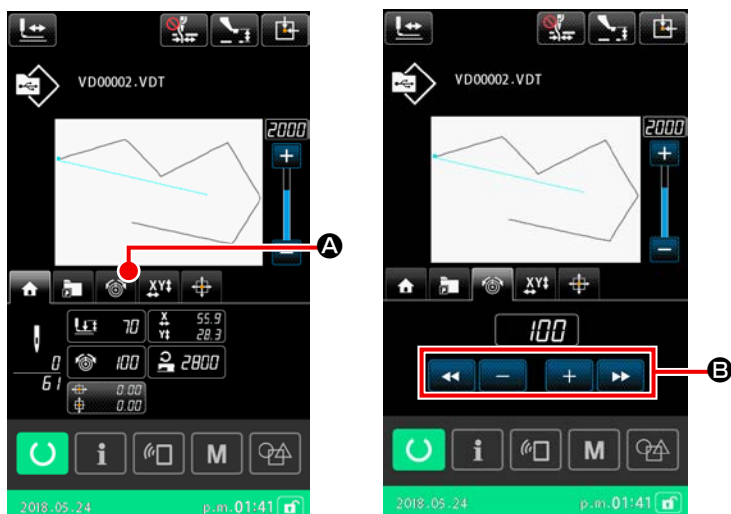 VD00002.VDT
2000
A
70
X 55.9
Y 28.3
0
61
100
2800
0.00
0.00
i
M
2018.05.24
p.m.01:41
VD00002.VDT
2000
XY
100
B
i
M
2018.05.24
p.m.01:41